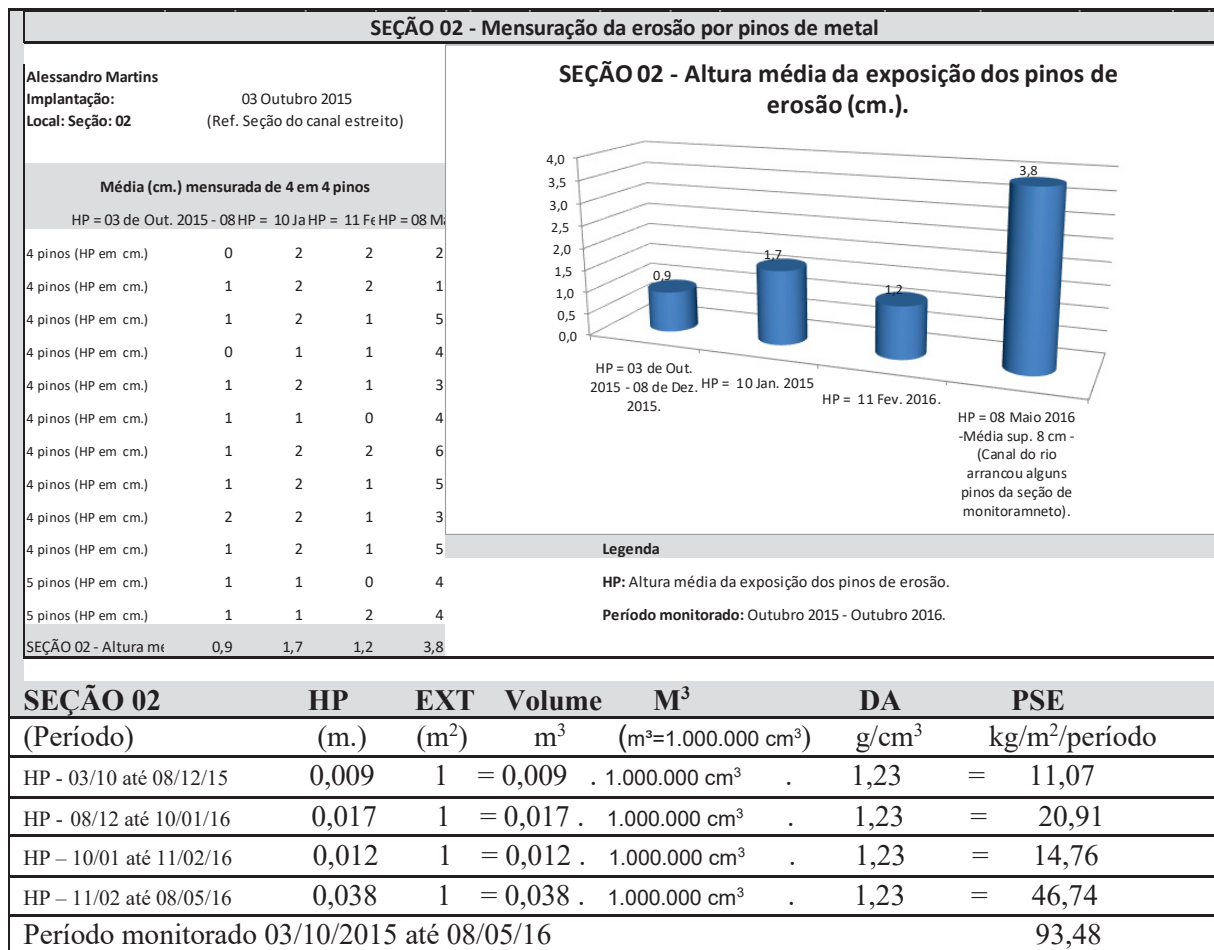 SEÇÃO 02 - Mensuração da erosão por pinos de metal
Alessandro Martins
Implantação: 03 Outubro 2015
Local: Seção: 02 (Ref. Seção do canal estreito)
Média (cm.) mensurada de 4 em 4 pinos
HP = 03 de Out. 2015 - 08 HP = 10 Ja HP = 11 Fe HP = 08 Ma
4 pinos (HP em cm.) 0 2 2 2
4 pinos (HP em cm.) 1 2 2 1
4 pinos (HP em cm.) 1 2 1 5
4 pinos (HP em cm.) 0 1 1 4
4 pinos (HP em cm.) 1 2 1 3
4 pinos (HP em cm.) 1 1 0 4
4 pinos (HP em cm.) 1 2 2 6
4 pinos (HP em cm.) 1 2 1 5
4 pinos (HP em cm.) 2 2 1 3
4 pinos (HP em cm.) 1 2 1 5
5 pinos (HP em cm.) 1 1 0 4
5 pinos (HP em cm.) 1 1 2 4
SEÇÃO 02 - Altura mé 0,9 1,7 1,2 3,8
SEÇÃO 02 - Altura média da exposição dos pinos de
erosão (cm.).
4,0
3,5
3,0
2,5
2,0
1,5
1,0
0,5
0,0
0,9
1,7
1,2
3,8
HP = 03 de Out.
2015 - 08 de Dez.
2015.
HP = 10 Jan. 2015
HP = 11 Fev. 2016.
HP = 08 Maio 2016
-Média sup. 8 cm -
(Canal do rio
arrancou alguns
pinos da seção de
monitoramneto).
Legenda
HP: Altura média da exposição dos pinos de erosão.
Período monitorado: Outubro 2015 - Outubro 2016.
SEÇÃO 02 HP EXT Volume M³ DA PSE
(Período) (m.) (m²) m³ (m³=1.000.000 cm³) g/cm³ kg/m²/período
HP - 03/10 até 08/12/15 0,009 1 = 0,009 . 1.000.000 cm³ . 1,23 = 11,07
HP - 08/12 até 10/01/16 0,017 1 = 0,017 . 1.000.000 cm³ . 1,23 = 20,91
HP – 10/01 até 11/02/16 0,012 1 = 0,012 . 1.000.000 cm³ . 1,23 = 14,76
HP – 11/02 até 08/05/16 0,038 1 = 0,038 . 1.000.000 cm³ . 1,23 = 46,74
Período monitorado 03/10/2015 até 08/05/16 93,48